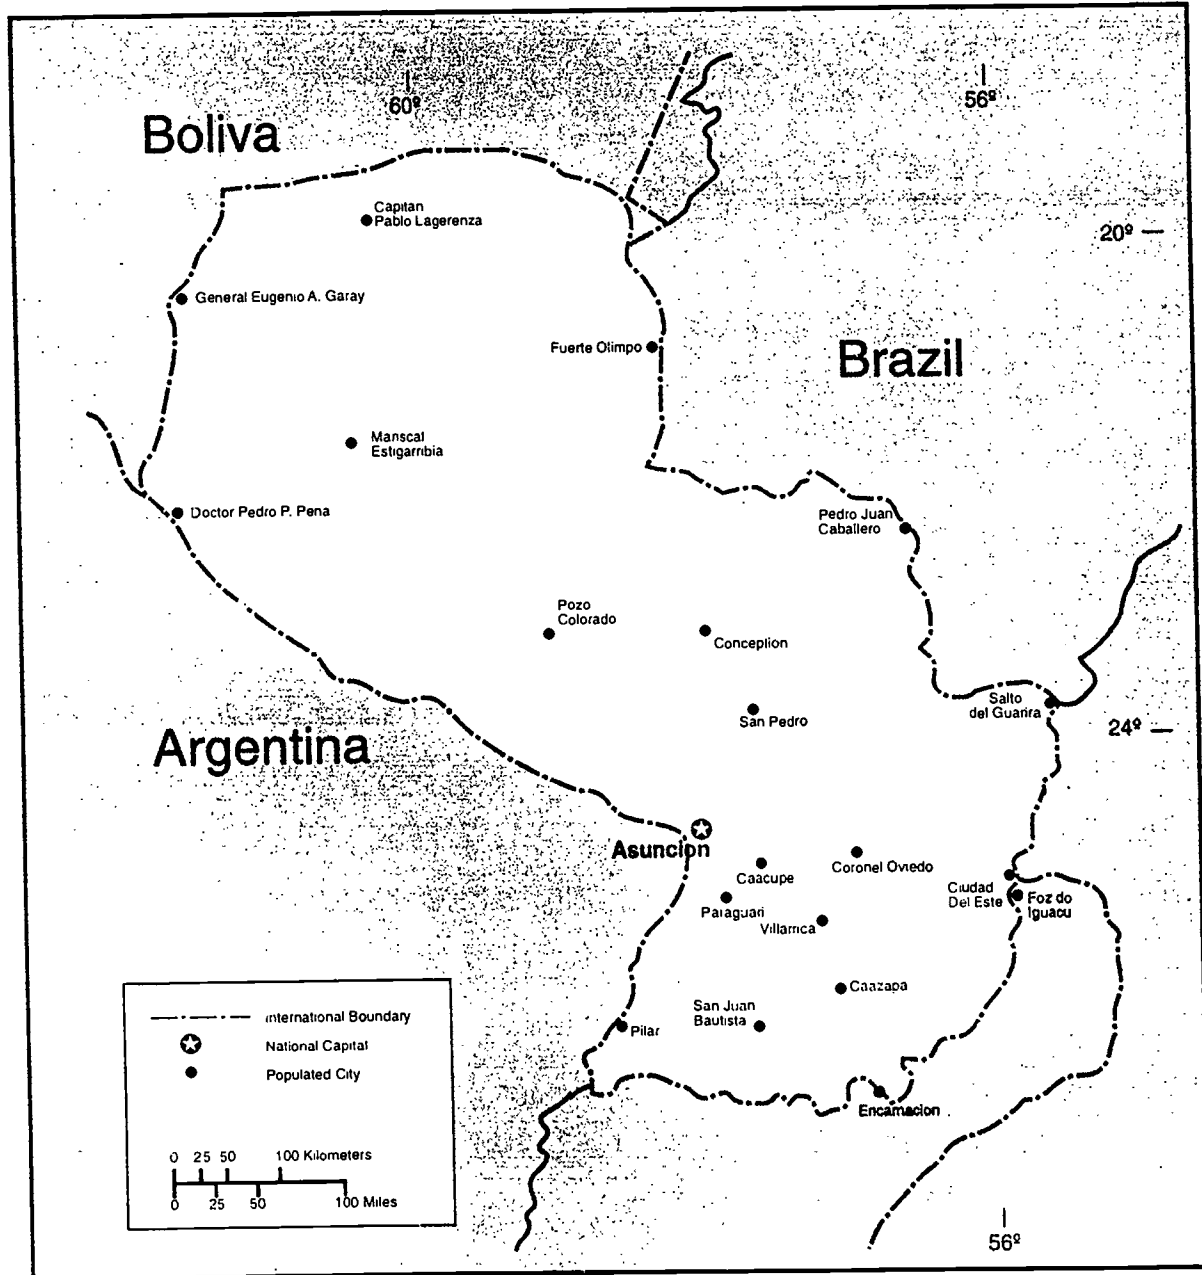 60º
56º
Boliva
Capitan
Pablo Lagerenza
20º
General Eugenio A. Garay
Fuerte Olimpo
Brazil
Manscal
Estigarribia
Doctor Pedro P. Pena
Pedro Juan
Caballero
Pozo
Colorado
Conception
Salto
del Guarira
San Pedro
24º
Argentina
Asuncion
Caacupe
Coronel Oviedo
Ciudad
Del Este
Foz do
Iguacu
Paraguari
Villarrica
Caazapa
San Juan
Bautista
Pilar
Encarnacion
International Boundary
National Capital
Populated City
0 25 50 100 Kilometers
0 25 50 100 Miles
56º